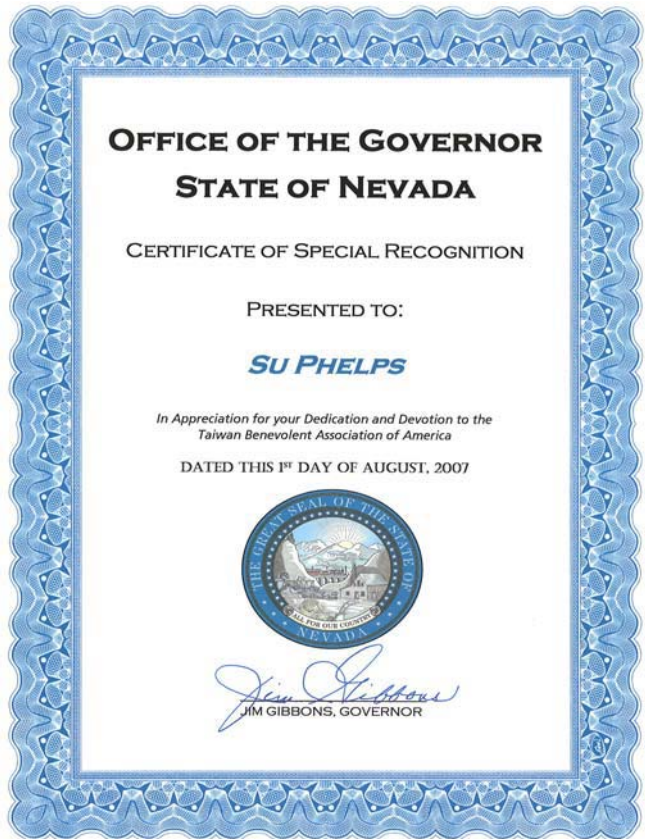 OFFICE OF THE GOVERNOR
STATE OF NEVADA
CERTIFICATE OF SPECIAL RECOGNITION
PRESENTED TO:
SU PHELPS
In Appreciation for your Dedication and Devotion to the
Taiwan Benevolent Association of America
DATED THIS 1ST DAY OF AUGUST, 2007
THE GREAT SEAL OF THE STATE OF
ALL FOR OUR COUNTRY
NEVADA
Jim Gibbons
JIM GIBBONS, GOVERNOR